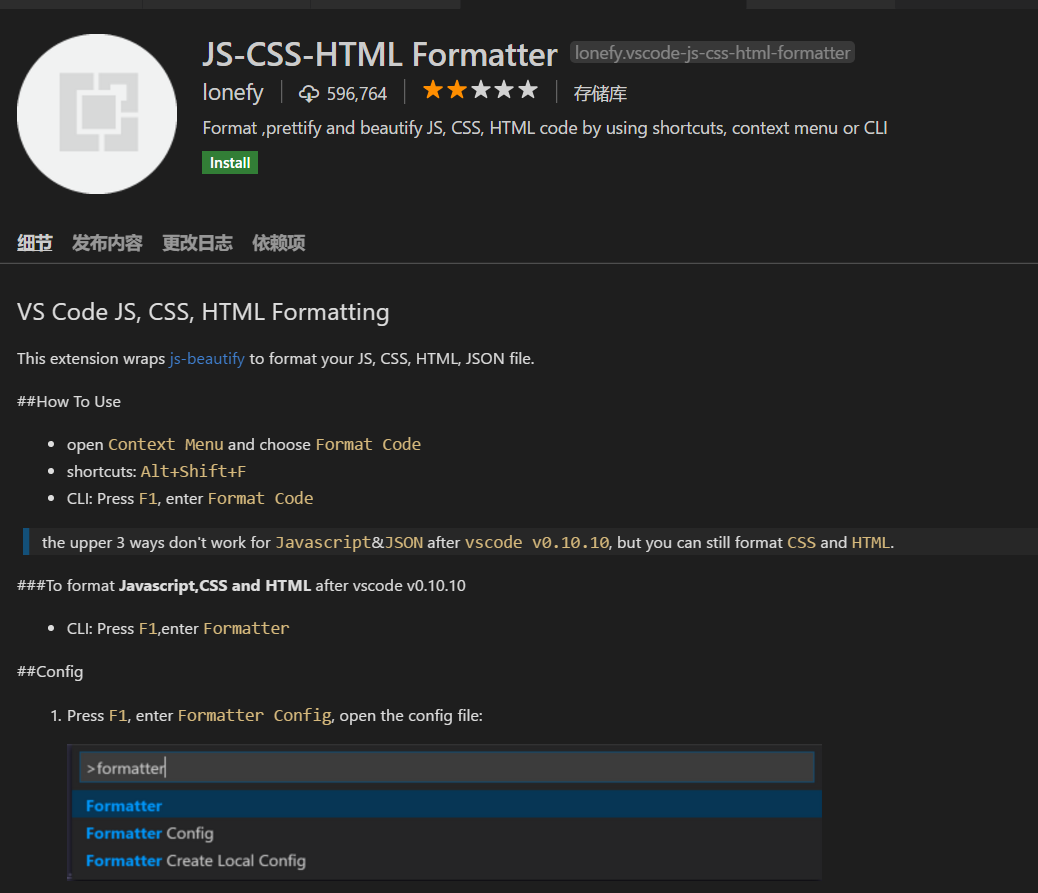 JS-CSS-HTML Formatter lonefy.vscode-js-css-html-formatter
lonefy 596,764 存储库
Format ,prettify and beautify JS, CSS, HTML code by using shortcuts, context menu or CLI
Install
细节 发布内容 更改日志 依赖项
VS Code JS, CSS, HTML Formatting
This extension wraps js-beautify to format your JS, CSS, HTML, JSON file.
##How To Use
• open Context Menu and choose Format Code
• shortcuts: Alt+Shift+F
• CLI: Press F1, enter Format Code
the upper 3 ways don't work for Javascript&JSON after vscode v0.10.10, but you can still format CSS and HTML.
###To format Javascript,CSS and HTML after vscode v0.10.10
• CLI: Press F1,enter Formatter
##Config
1. Press F1, enter Formatter Config, open the config file:
>formatter
Formatter
Formatter Config
Formatter Create Local Config